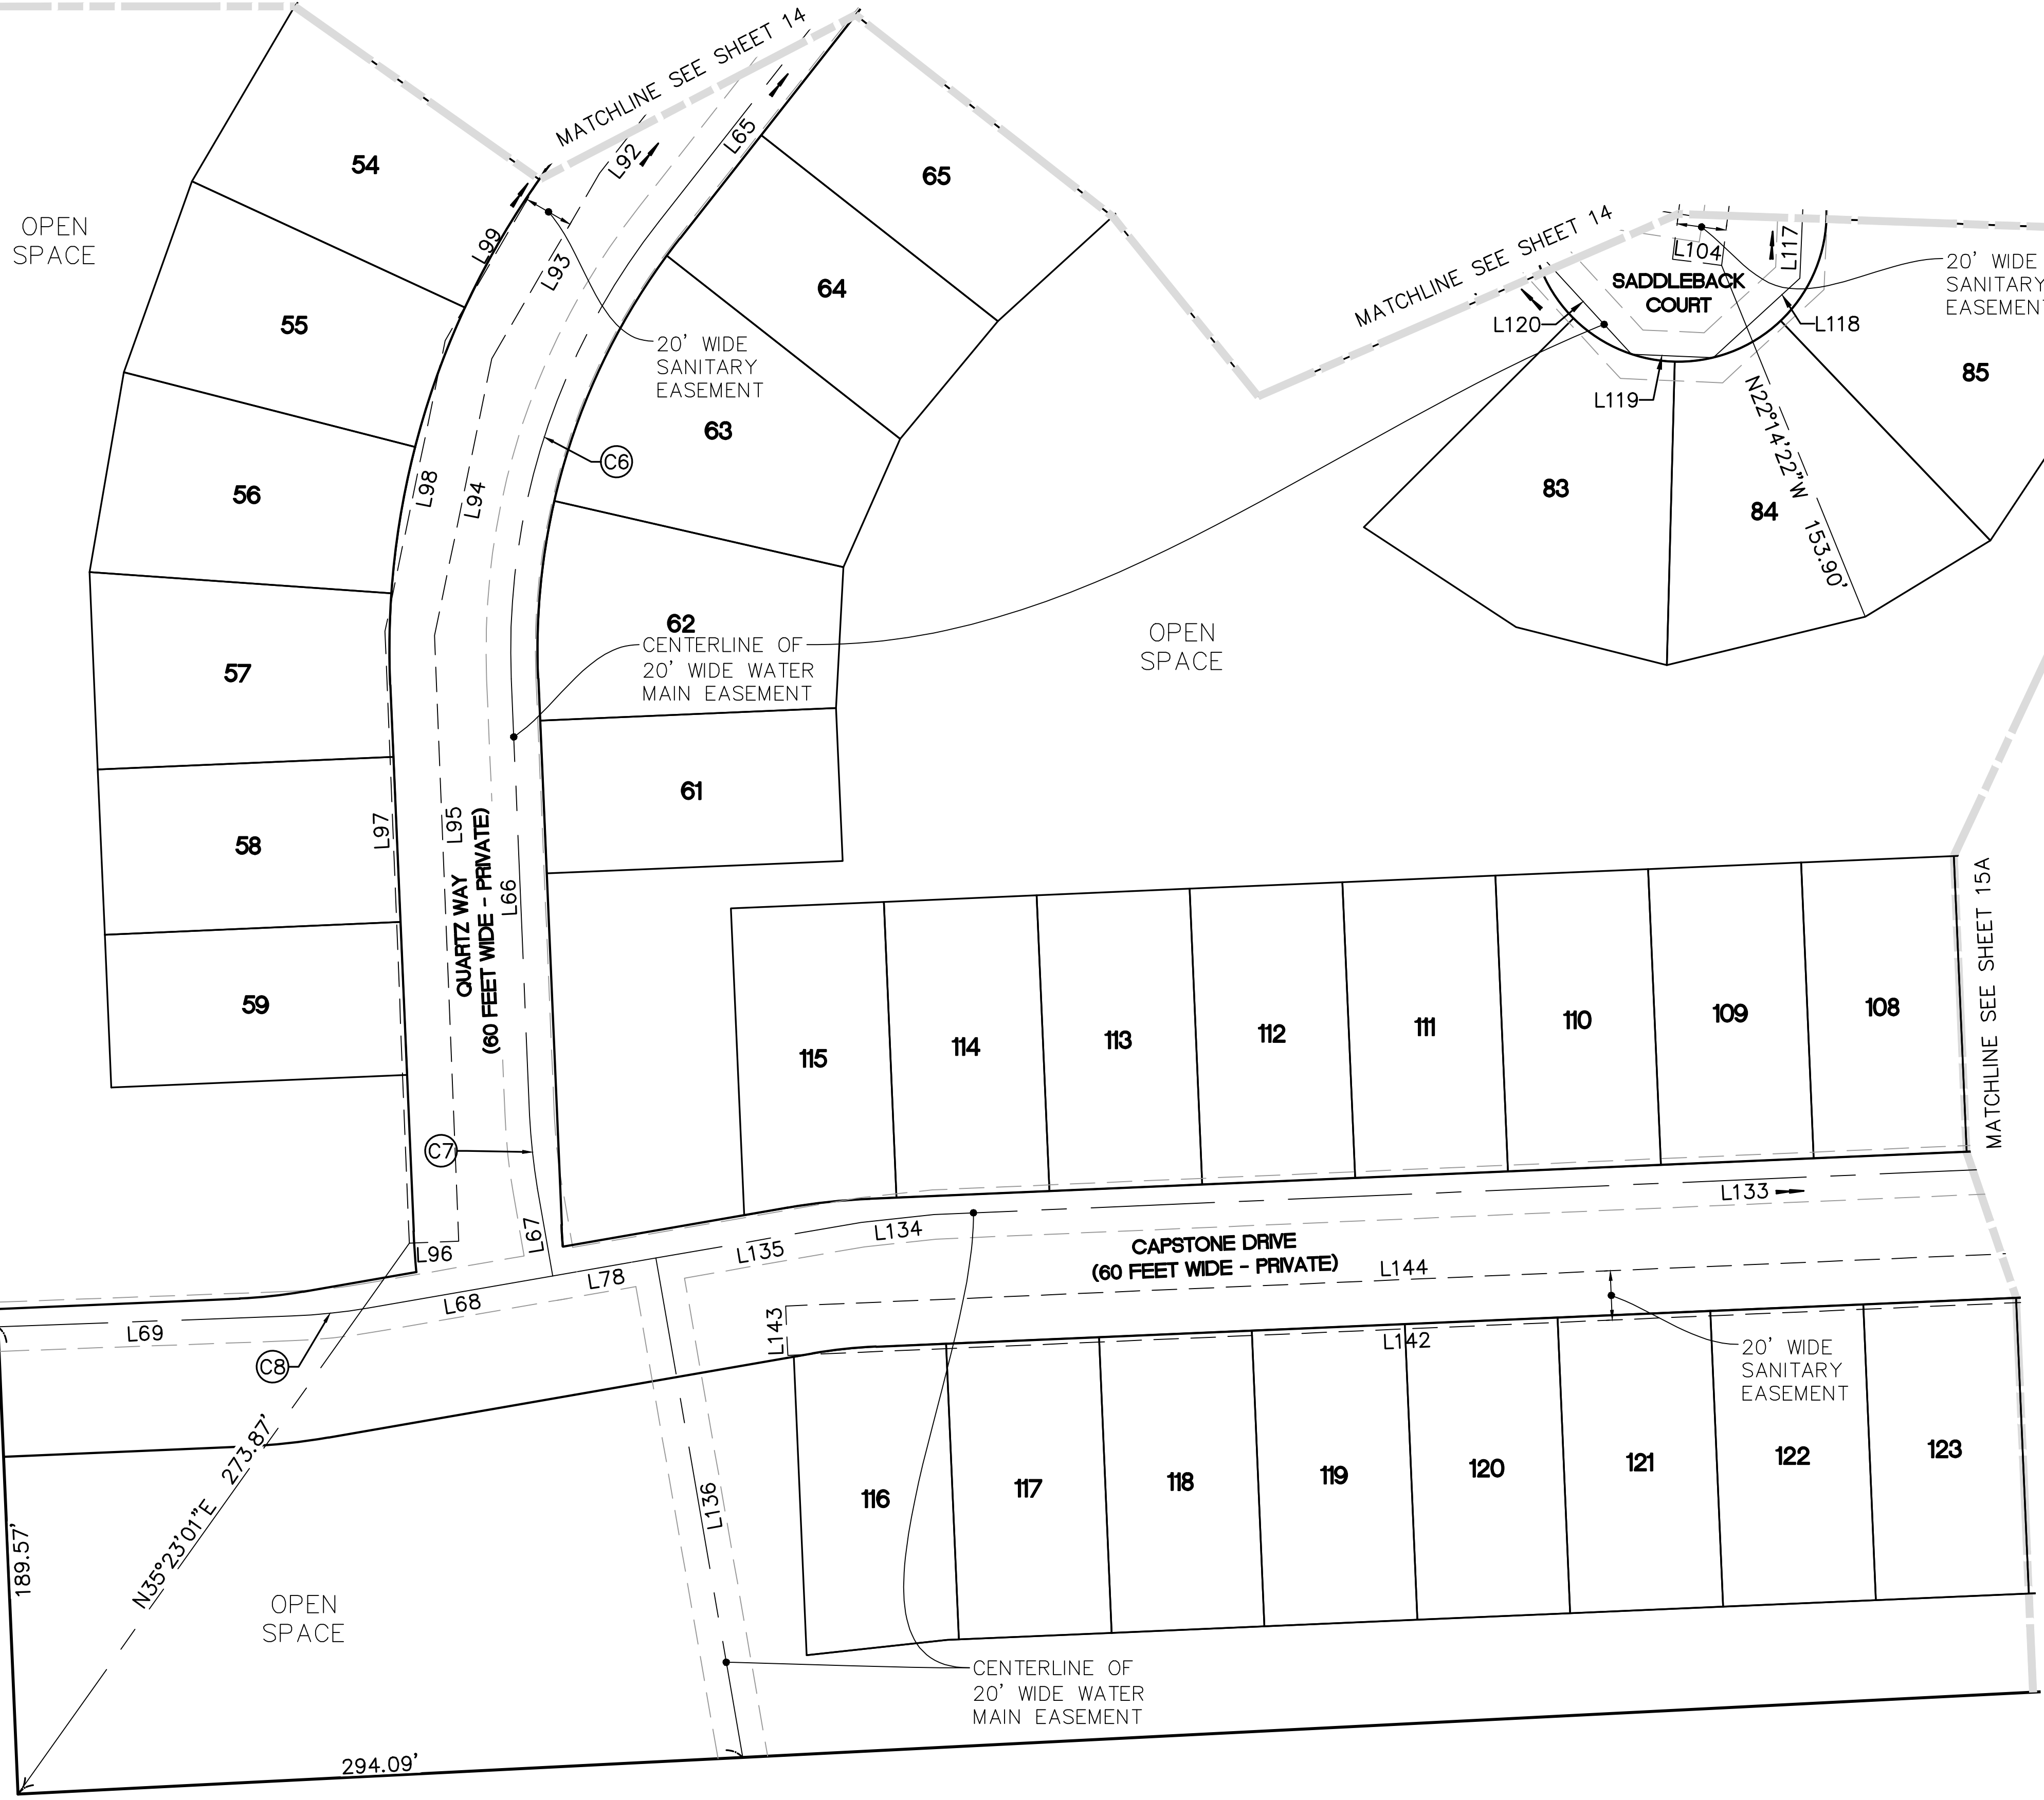 MATCHLINE SEE SHEET 14
54
L92
L65
65
OPEN
SPACE
L99
L93
55
64
20' WIDE
SANITARY
EASEMENT
MATCHLINE SEE SHEET 14
L104
L117
SADDLEBACK
COURT
20' WIDE
SANITARY
EASEMENT
L120
L118
L119
85
N22°14'22"W 153.90'
63
C6
56
L98
L94
83
84
57
62
CENTERLINE OF
20' WIDE WATER
MAIN EASEMENT
OPEN
SPACE
61
58
L97
L95
QUARTZ WAY
(60 FEET WIDE - PRIVATE)
L66
59
MATCHLINE SEE SHEET 15A
115
114
113
112
111
110
109
108
C7
L67
L96
L133
L134
L135
CAPSTONE DRIVE
(60 FEET WIDE - PRIVATE)
L144
L78
L68
L69
L143
L142
C8
20' WIDE
SANITARY
EASEMENT
N35°23'01"E 273.87'
189.57'
L136
116
117
118
119
120
121
122
123
OPEN
SPACE
CENTERLINE OF
20' WIDE WATER
MAIN EASEMENT
294.09'